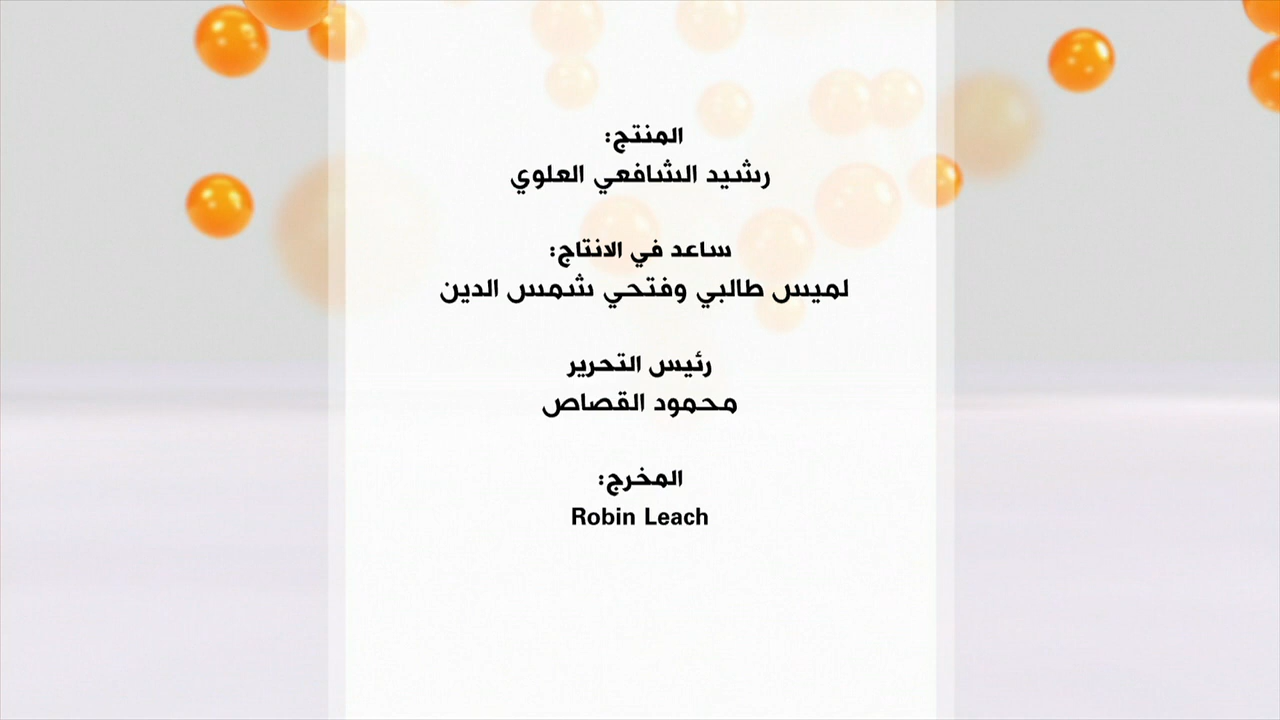 المنتج:
رشيد الشافعي العلوي
ساعد في الانتاج:
لميس طالبي وفتحي شمس الدين
رئيس التحرير
محمود القصاص
المخرج:
Robin Leach